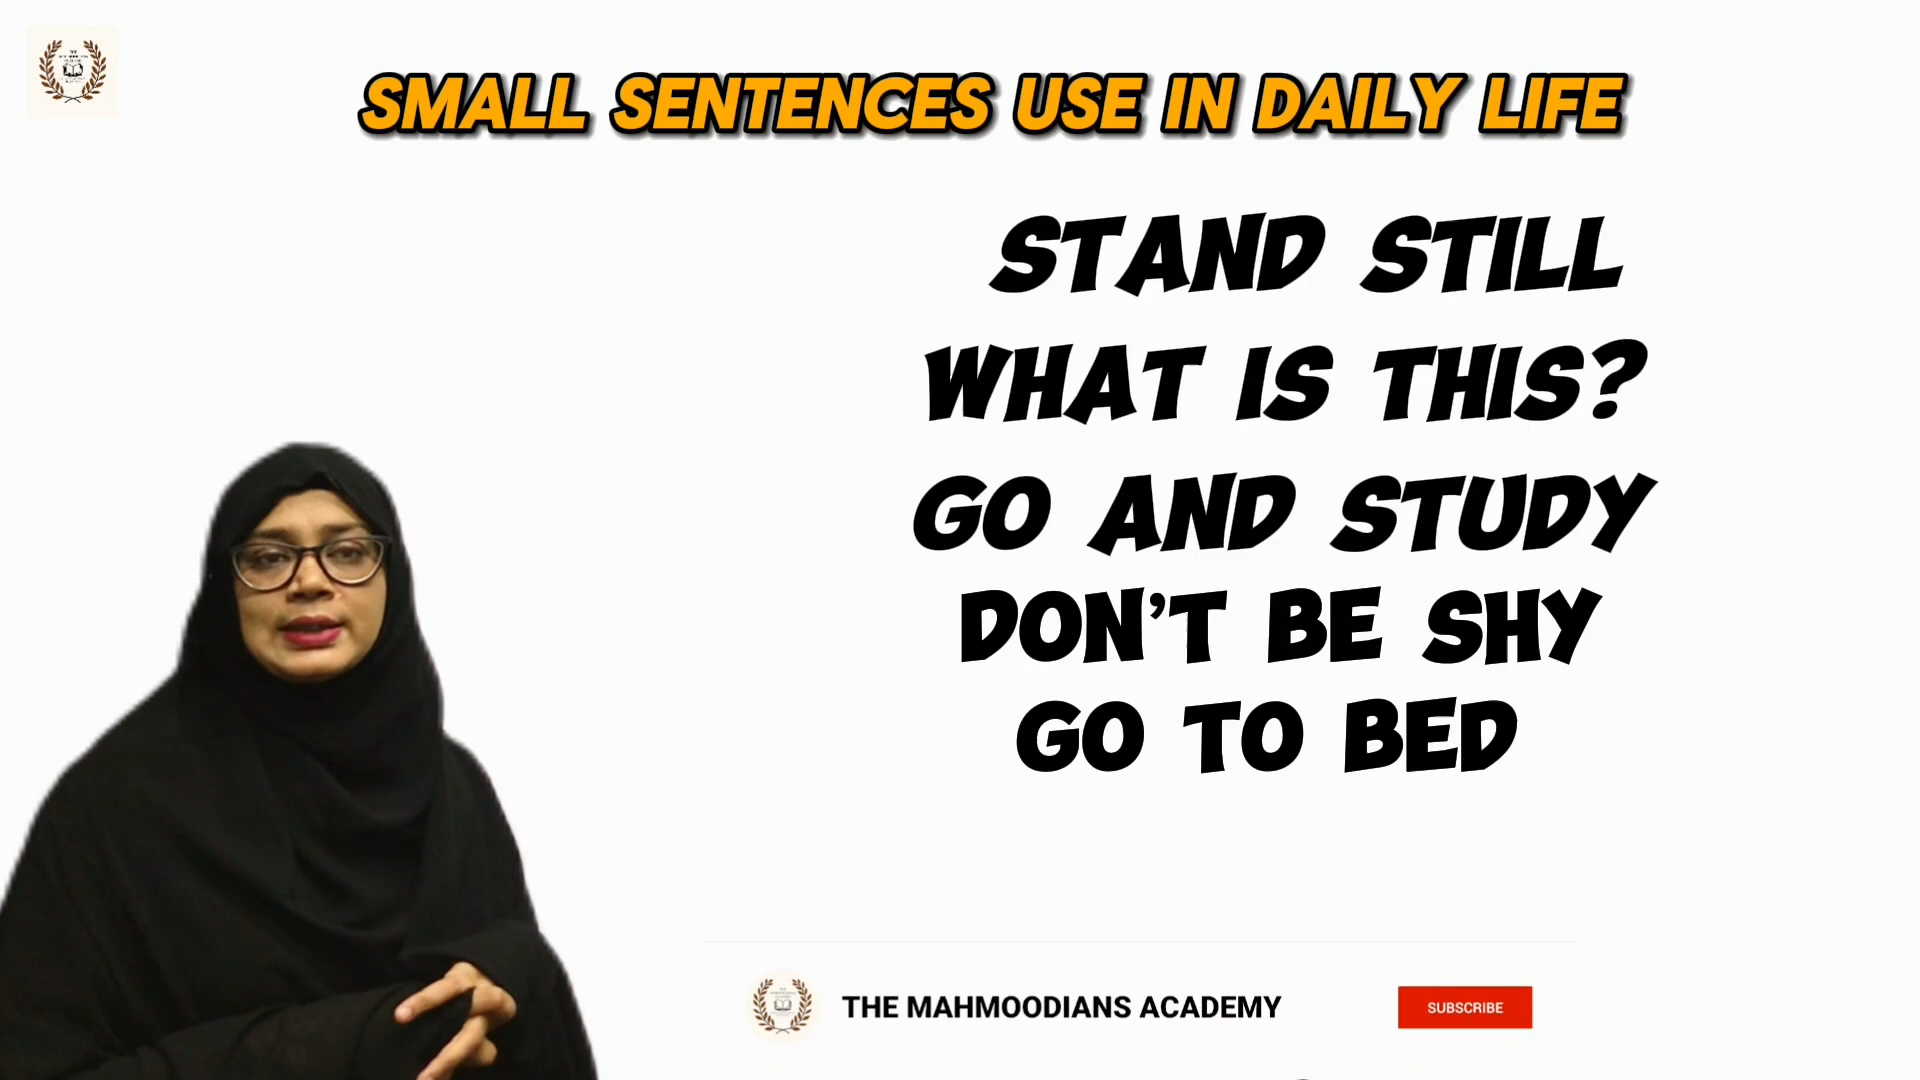 SMALL SENTENCES USE IN DAILY LIFE
STAND STILL
WHAT IS THIS?
GO AND STUDY
DON'T BE SHY
GO TO BED
THE MAHMOODIANS ACADEMY
SUBSCRIBE